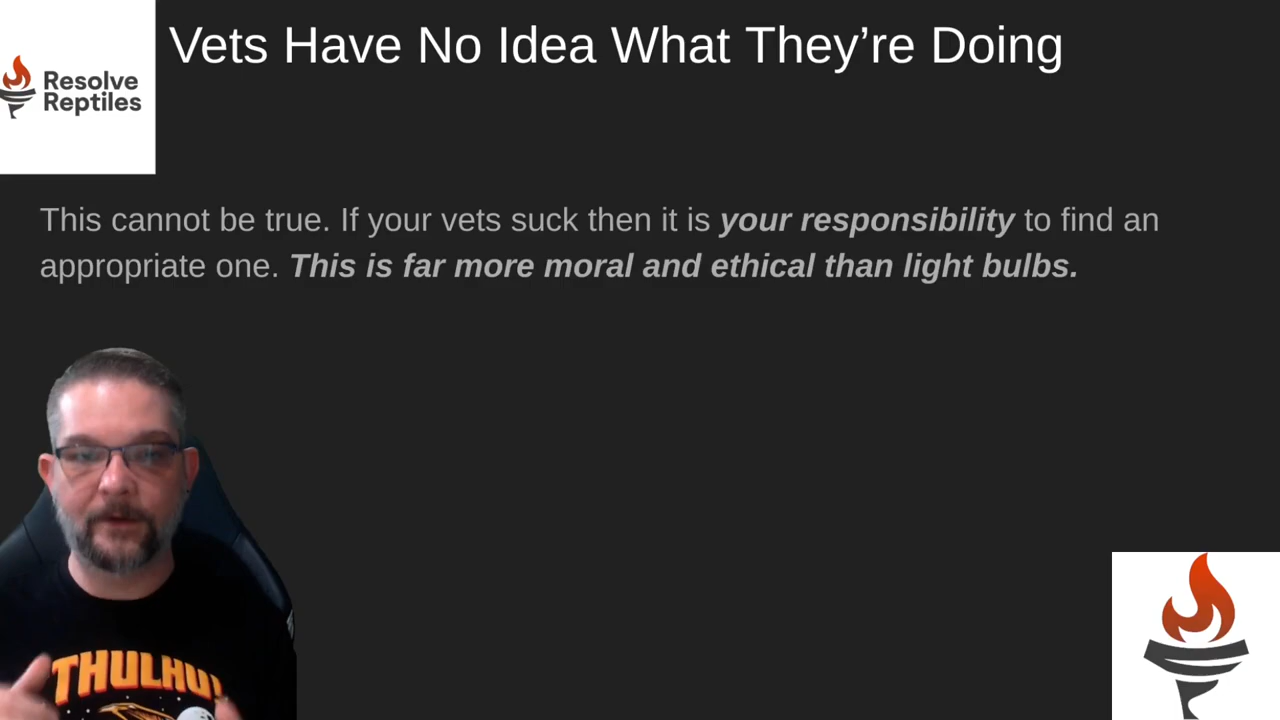 Vets Have No Idea What They’re Doing
Resolve
Reptiles
This cannot be true. If your vets suck then it is your responsibility to find an
appropriate one. This is far more moral and ethical than light bulbs.
THULHU